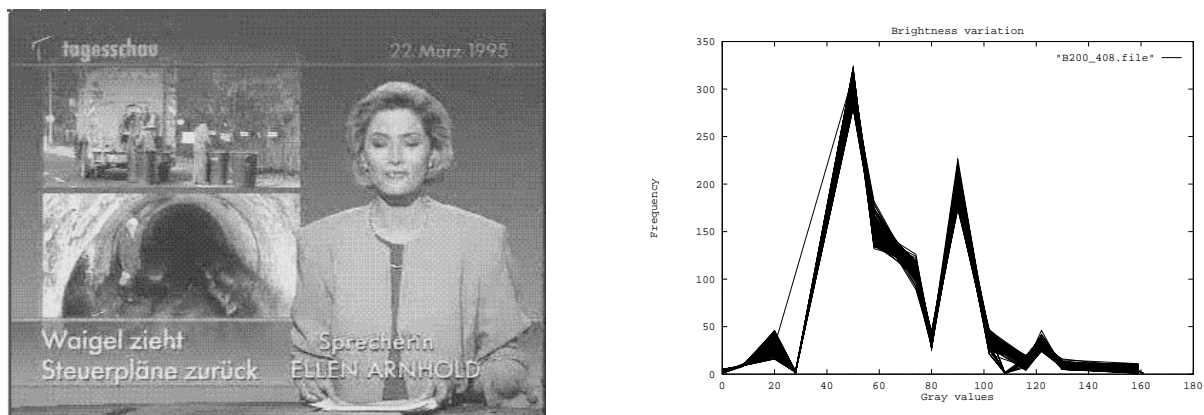 tagesschau
22. März 1995
Waigel zieht
Steuerpläne zurück
Sprecherin
ELLEN ARNHOLD
Brightness variation
"B200_408.file"
350
300
250
200
150
100
50
0
Frequency
0 20 40 60 80 100 120 140 160 180
Gray values